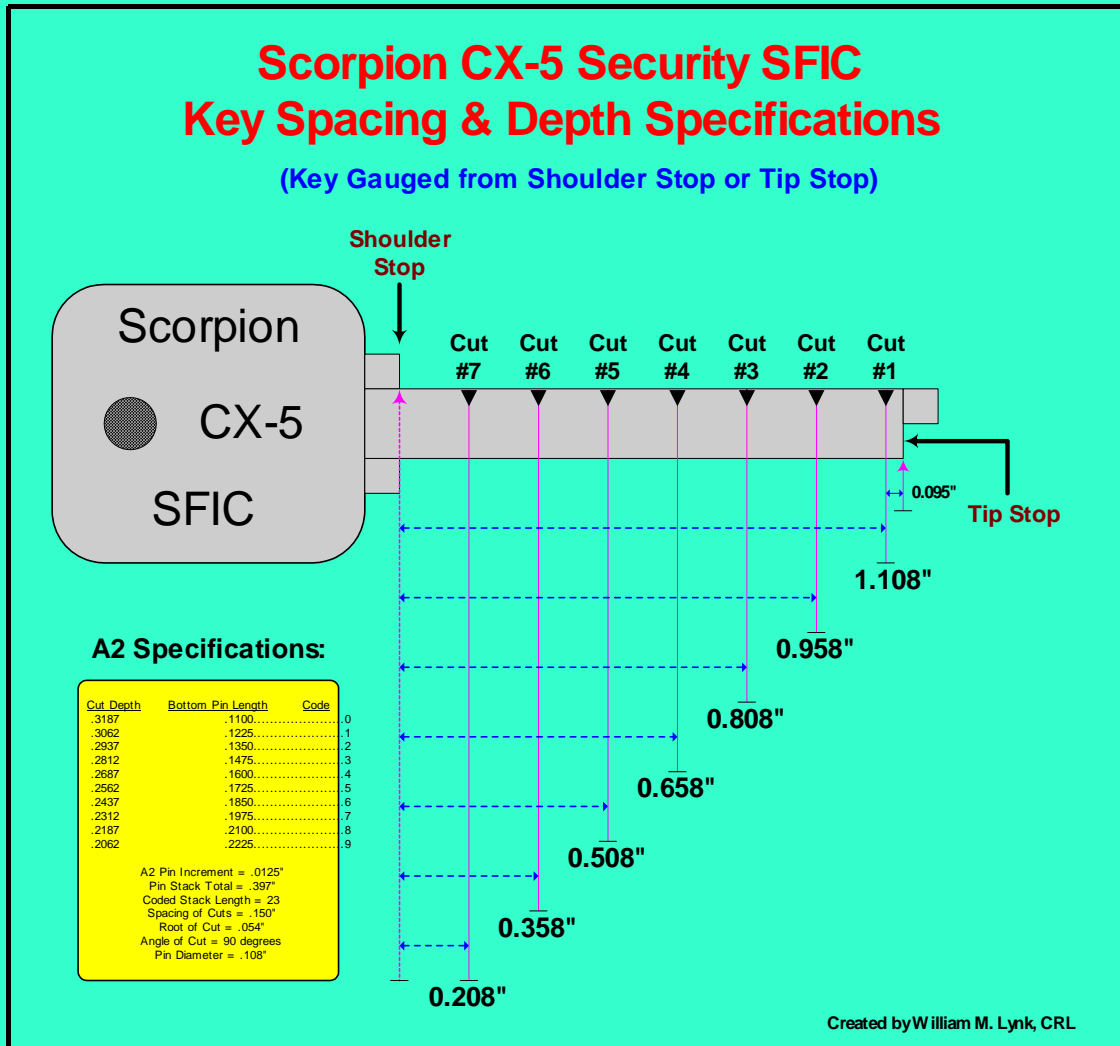 Scorpion CX-5 Security SFIC
Key Spacing & Depth Specifications
(Key Gauged from Shoulder Stop or Tip Stop)
Shoulder
Stop
Scorpion
CX-5
SFIC
Cut #7
Cut #6
Cut #5
Cut #4
Cut #3
Cut #2
Cut #1
0.095"
Tip Stop
1.108"
0.958"
0.808"
0.658"
0.508"
0.358"
0.208"
A2 Specifications:
Cut Depth Bottom Pin Length Code
.3187 .1100.....................0
.3062 .1225.....................1
.2937 .1350.....................2
.2812 .1475.....................3
.2687 .1600.....................4
.2562 .1725.....................5
.2437 .1850.....................6
.2312 .1975.....................7
.2187 .2100.....................8
.2062 .2225.....................9
A2 Pin Increment = .0125"
Pin Stack Total = .397"
Coded Stack Length = 23
Spacing of Cuts = .150"
Root of Cut = .054"
Angle of Cut = 90 degrees
Pin Diameter = .108"
Created by William M. Lynk, CRL